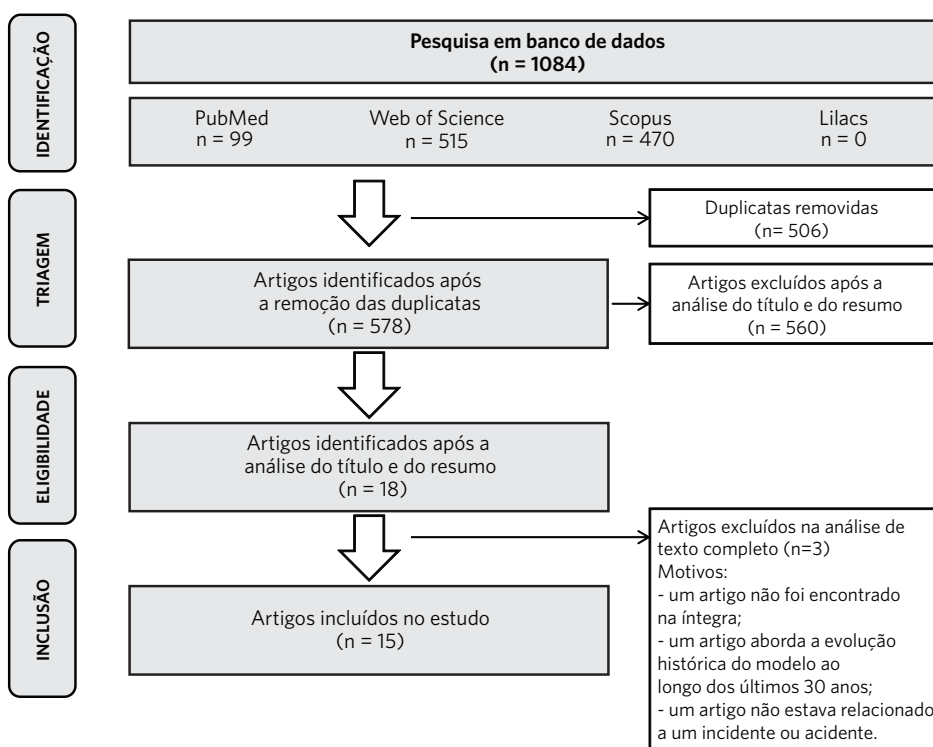 IDENTIFICAÇÃO
Pesquisa em banco de dados
(n = 1084)
PubMed
n = 99
Web of Science
n = 515
Scopus
n = 470
Lilacs
n = 0
TRIAGEM
Duplicatas removidas
(n= 506)
Artigos identificados após
a remoção das duplicatas
(n = 578)
Artigos excluídos após a
análise do título e do resumo
(n = 560)
ELIGIBILIDADE
Artigos identificados após a
análise do título e do resumo
(n = 18)
INCLUSÃO
Artigos excluídos na análise de
texto completo (n=3)
Motivos:
- um artigo não foi encontrado
na íntegra;
- um artigo aborda a evolução
histórica do modelo ao
longo dos últimos 30 anos;
- um artigo não estava relacionado
a um incidente ou acidente.
Artigos incluídos no estudo
(n = 15)